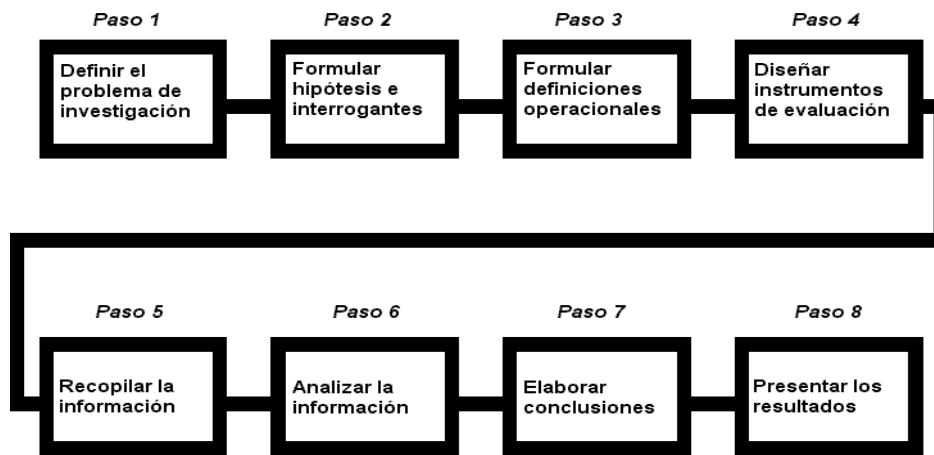 Paso 1
Paso 2
Paso 3
Paso 4
Definir el
problema de
investigación
Formular
hipótesis e
interrogantes
Formular
definiciones
operacionales
Diseñar
instrumentos
de evaluación
Paso 5
Paso 6
Paso 7
Paso 8
Recopilar la
información
Analizar la
información
Elaborar
conclusiones
Presentar los
resultados